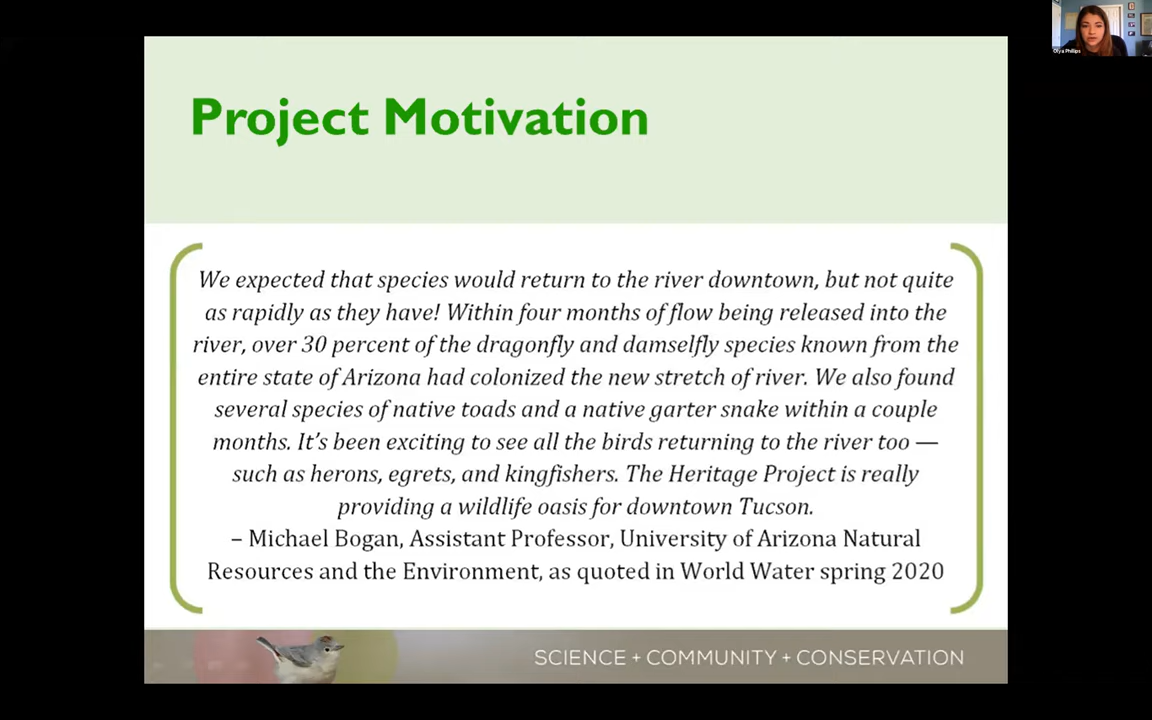 Olya Phillips
Project Motivation
We expected that species would return to the river downtown, but not quite
as rapidly as they have! Within four months of flow being released into the
river, over 30 percent of the dragonfly and damselfly species known from the
entire state of Arizona had colonized the new stretch of river. We also found
several species of native toads and a native garter snake within a couple
months. It’s been exciting to see all the birds returning to the river too —
such as herons, egrets, and kingfishers. The Heritage Project is really
providing a wildlife oasis for downtown Tucson.
– Michael Bogan, Assistant Professor, University of Arizona Natural
Resources and the Environment, as quoted in World Water spring 2020
SCIENCE + COMMUNITY + CONSERVATION